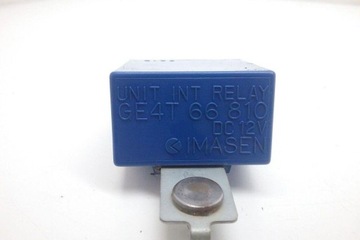 UNIT INT RELAY
GE4T 66 810
DC 12V
IMASEN